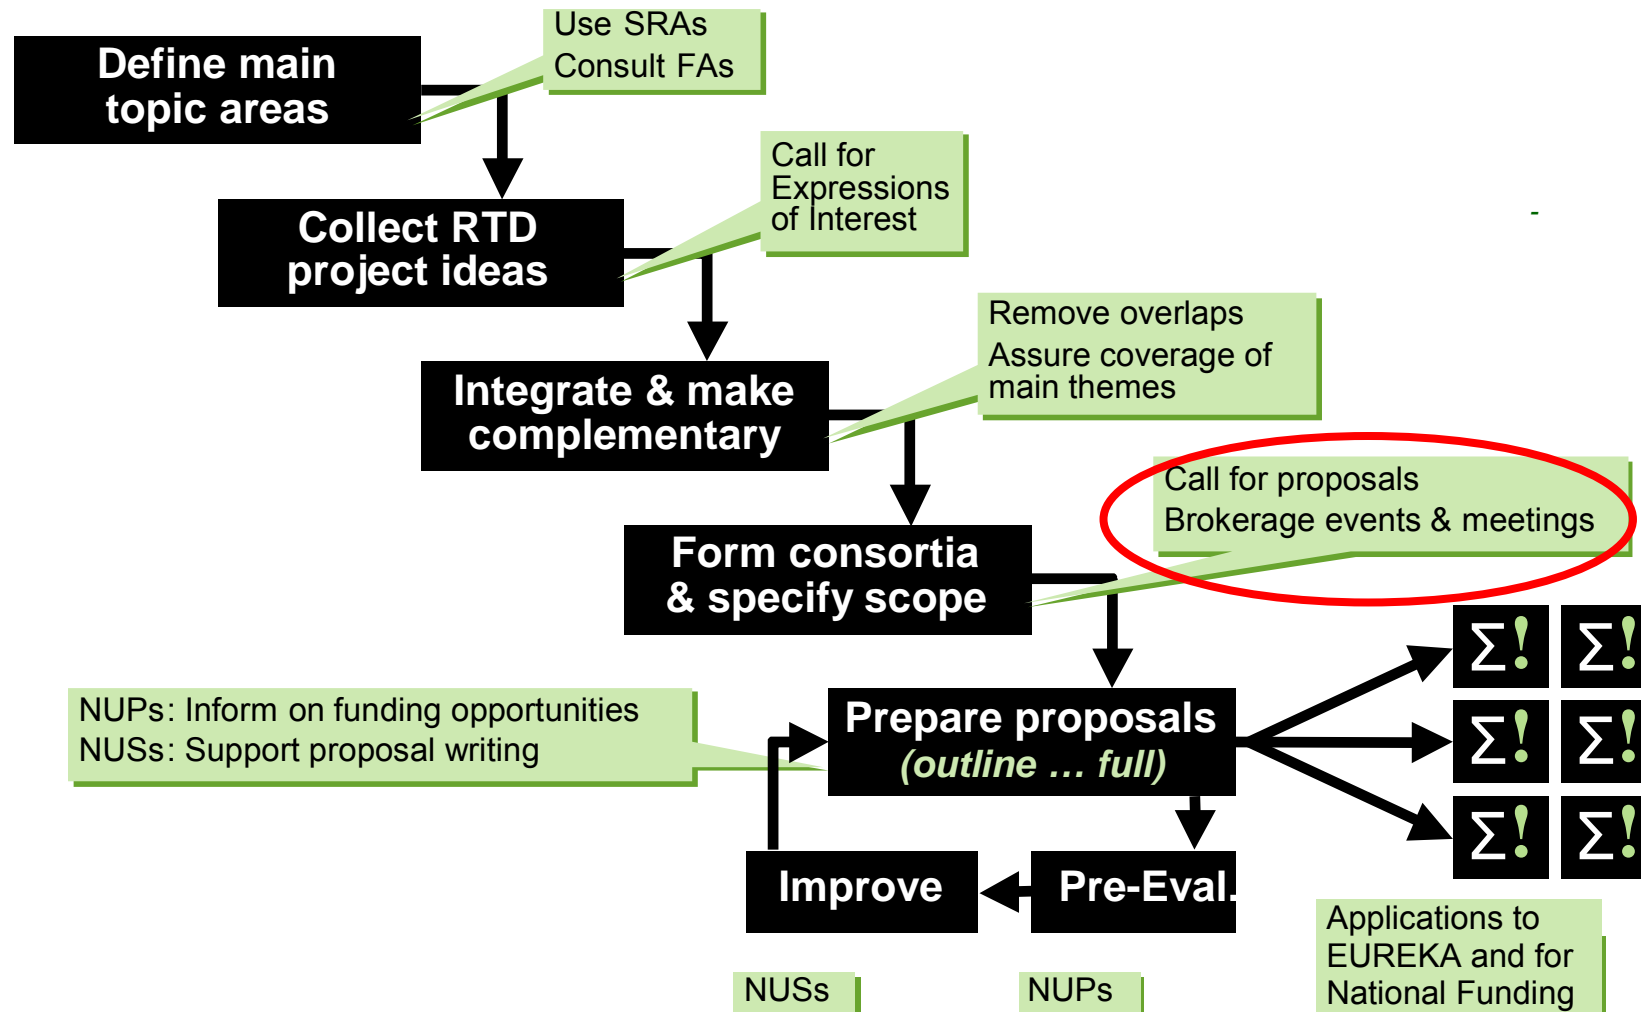 Use SRAs
Consult FAs
Define main
topic areas
Call for
Expressions
of Interest
Collect RTD
project ideas
-
Remove overlaps
Assure coverage of
main themes
Integrate & make
complementary
Call for proposals
Brokerage events & meetings
Form consortia
& specify scope
Σ! Σ!
NUPs: Inform on funding opportunities
NUSs: Support proposal writing
Prepare proposals
(outline … full)
Σ! Σ!
Σ! Σ!
Improve
Pre-Eval.
Applications to
EUREKA and for
National Funding
NUSs
NUPs